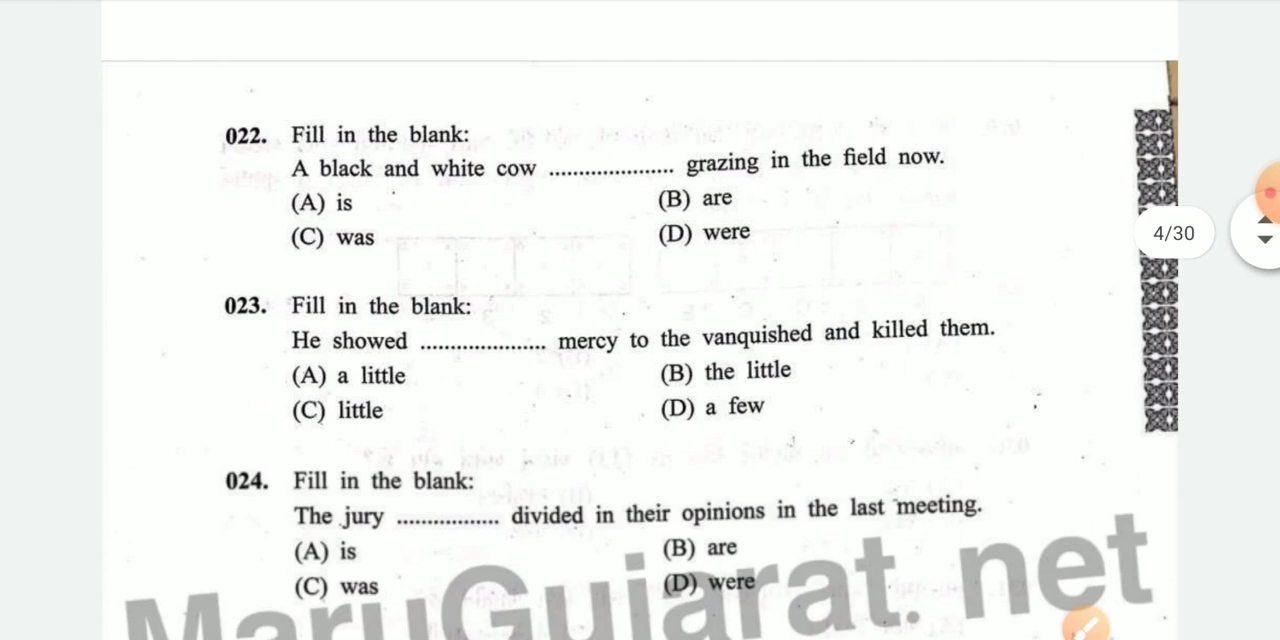 022. Fill in the blank:
A black and white cow ..................... grazing in the field now.
(A) is (B) are
(C) was (D) were
4/30
023. Fill in the blank:
He showed ..................... mercy to the vanquished and killed them.
(A) a little (B) the little
(C) little (D) a few
024. Fill in the blank:
The jury ................. divided in their opinions in the last meeting.
(A) is (B) are
(C) was (D) were
MaruGujarat.net